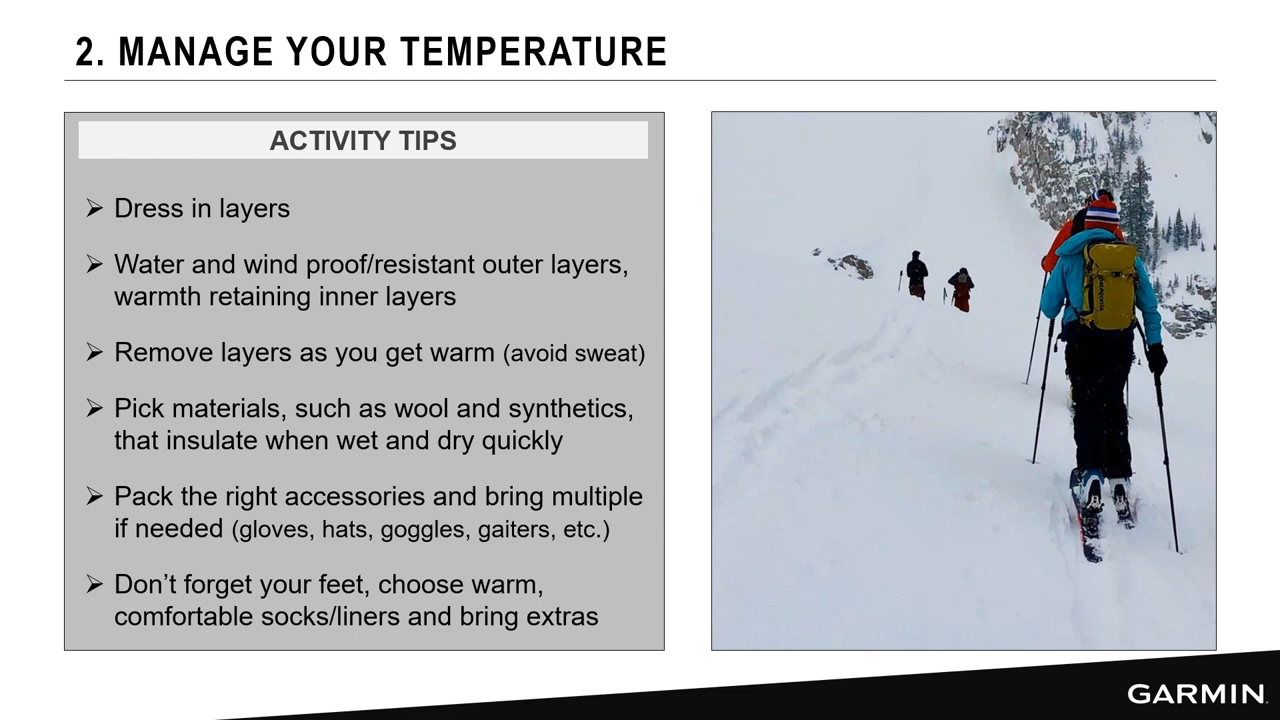 2. MANAGE YOUR TEMPERATURE
ACTIVITY TIPS
➢ Dress in layers
➢ Water and wind proof/resistant outer layers,
warmth retaining inner layers
➢ Remove layers as you get warm (avoid sweat)
➢ Pick materials, such as wool and synthetics,
that insulate when wet and dry quickly
➢ Pack the right accessories and bring multiple
if needed (gloves, hats, goggles, gaiters, etc.)
➢ Don’t forget your feet, choose warm,
comfortable socks/liners and bring extras
patagonia
GARMIN